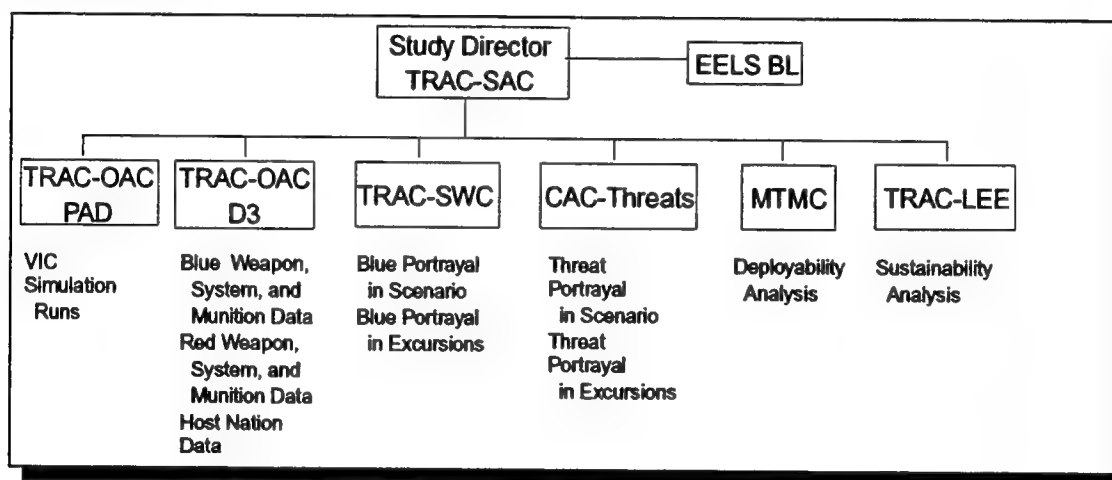 Study Director
TRAC-SAC
EELS BL
TRAC-OAC
PAD
TRAC-OAC
D3
TRAC-SWC
CAC-Threats
MTMC
TRAC-LEE
VIC
Simulation
Runs
Blue Weapon,
System, and
Munition Data
Red Weapon,
System, and
Munition Data
Host Nation
Data
Blue Portrayal
in Scenario
Blue Portrayal
in Excursions
Threat
Portrayal
in Scenario
Threat
Portrayal
in Excursions
Deployability
Analysis
Sustainability
Analysis